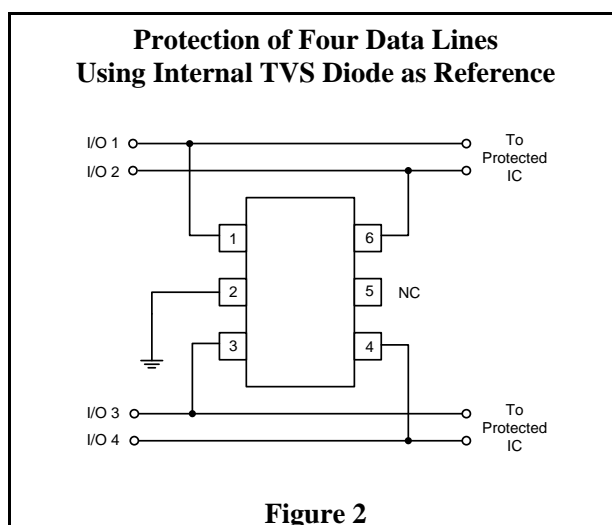 Protection of Four Data Lines
Using Internal TVS Diode as Reference
I/O 1
I/O 2
To
Protected
IC
1
6
2
5
NC
3
4
I/O 3
I/O 4
To
Protected
IC
Figure 2